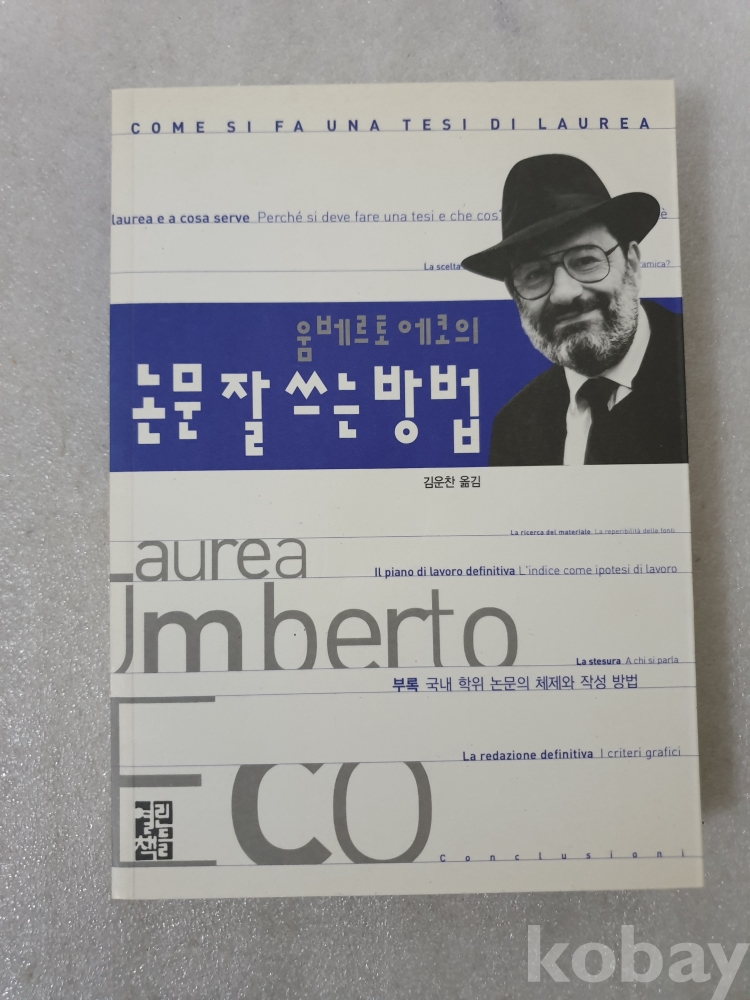 COME SI FA UNA TESI DI LAUREA
laurea e a cosa serve Perché si deve fare una tesi e che cos'è
La scelta
amica?
움베르토 에코의
논문 잘 쓰는 방법
김운찬 옮김
La ricerca del materiale La reperibilità delle fonti
Laurea
Il piano di lavoro definitiva L'indice come ipotesi di lavoro
Umberto
La stesura A chi si parla
부록 국내 학위 논문의 체제와 작성 방법
La redazione definitiva I criteri grafici
Eco
열린
책들
Conclusioni
kobay